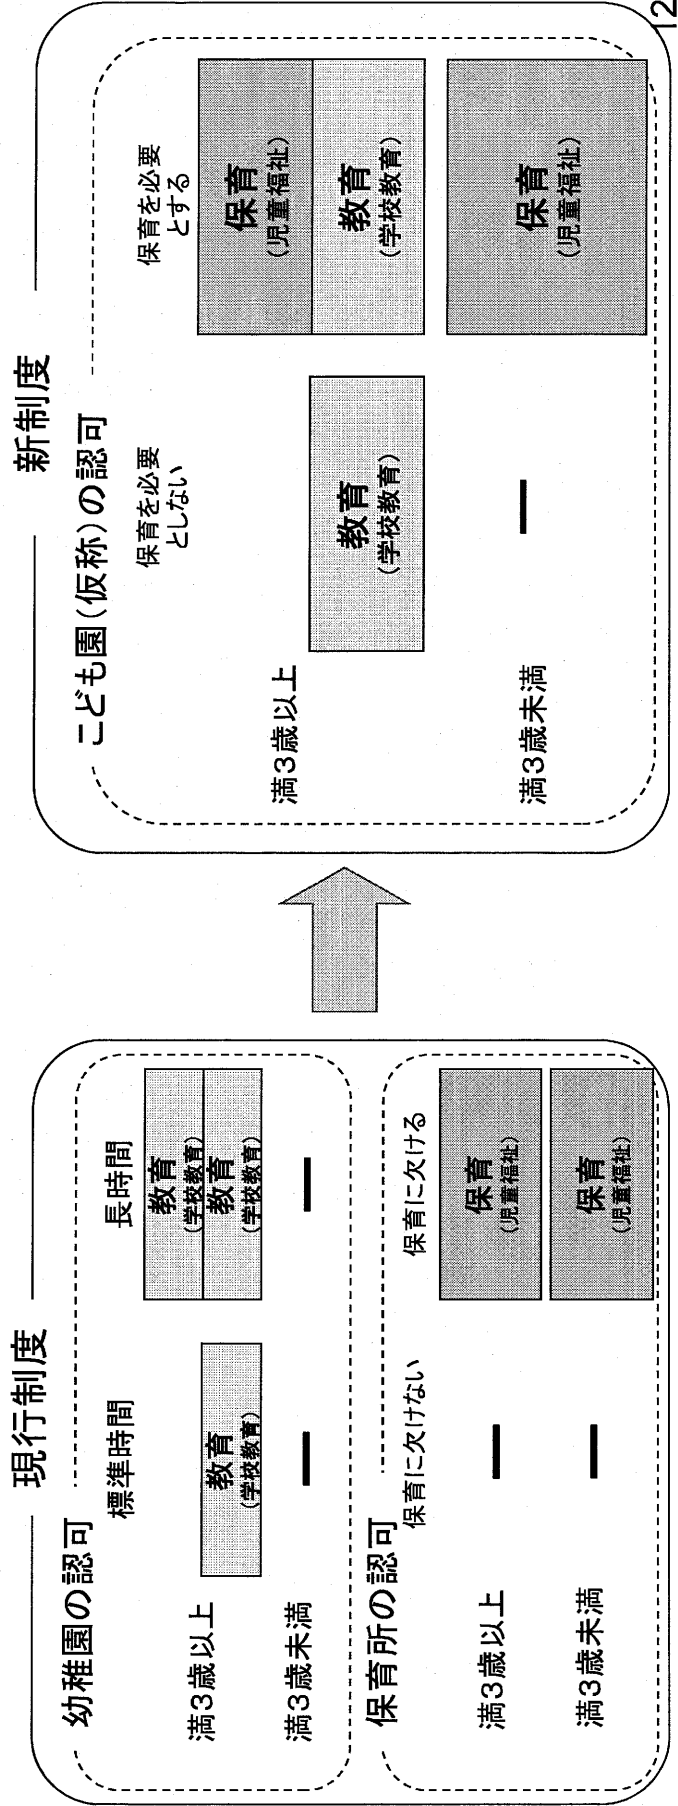 現行制度
幼稚園の認可
標準時間
長時間
満3歳以上
教育
(学校教育)
教育
(学校教育)
教育
(学校教育)
満3歳未満
ー
ー
保育所の認可
保育に欠けない
保育に欠ける
満3歳以上
ー
保育
(児童福祉)
満3歳未満
ー
保育
(児童福祉)
新制度
こども園(仮称)の認可
保育を必要
としない
保育を必要
とする
満3歳以上
教育
(学校教育)
保育
(児童福祉)
教育
(学校教育)
満3歳未満
ー
保育
(児童福祉)
12